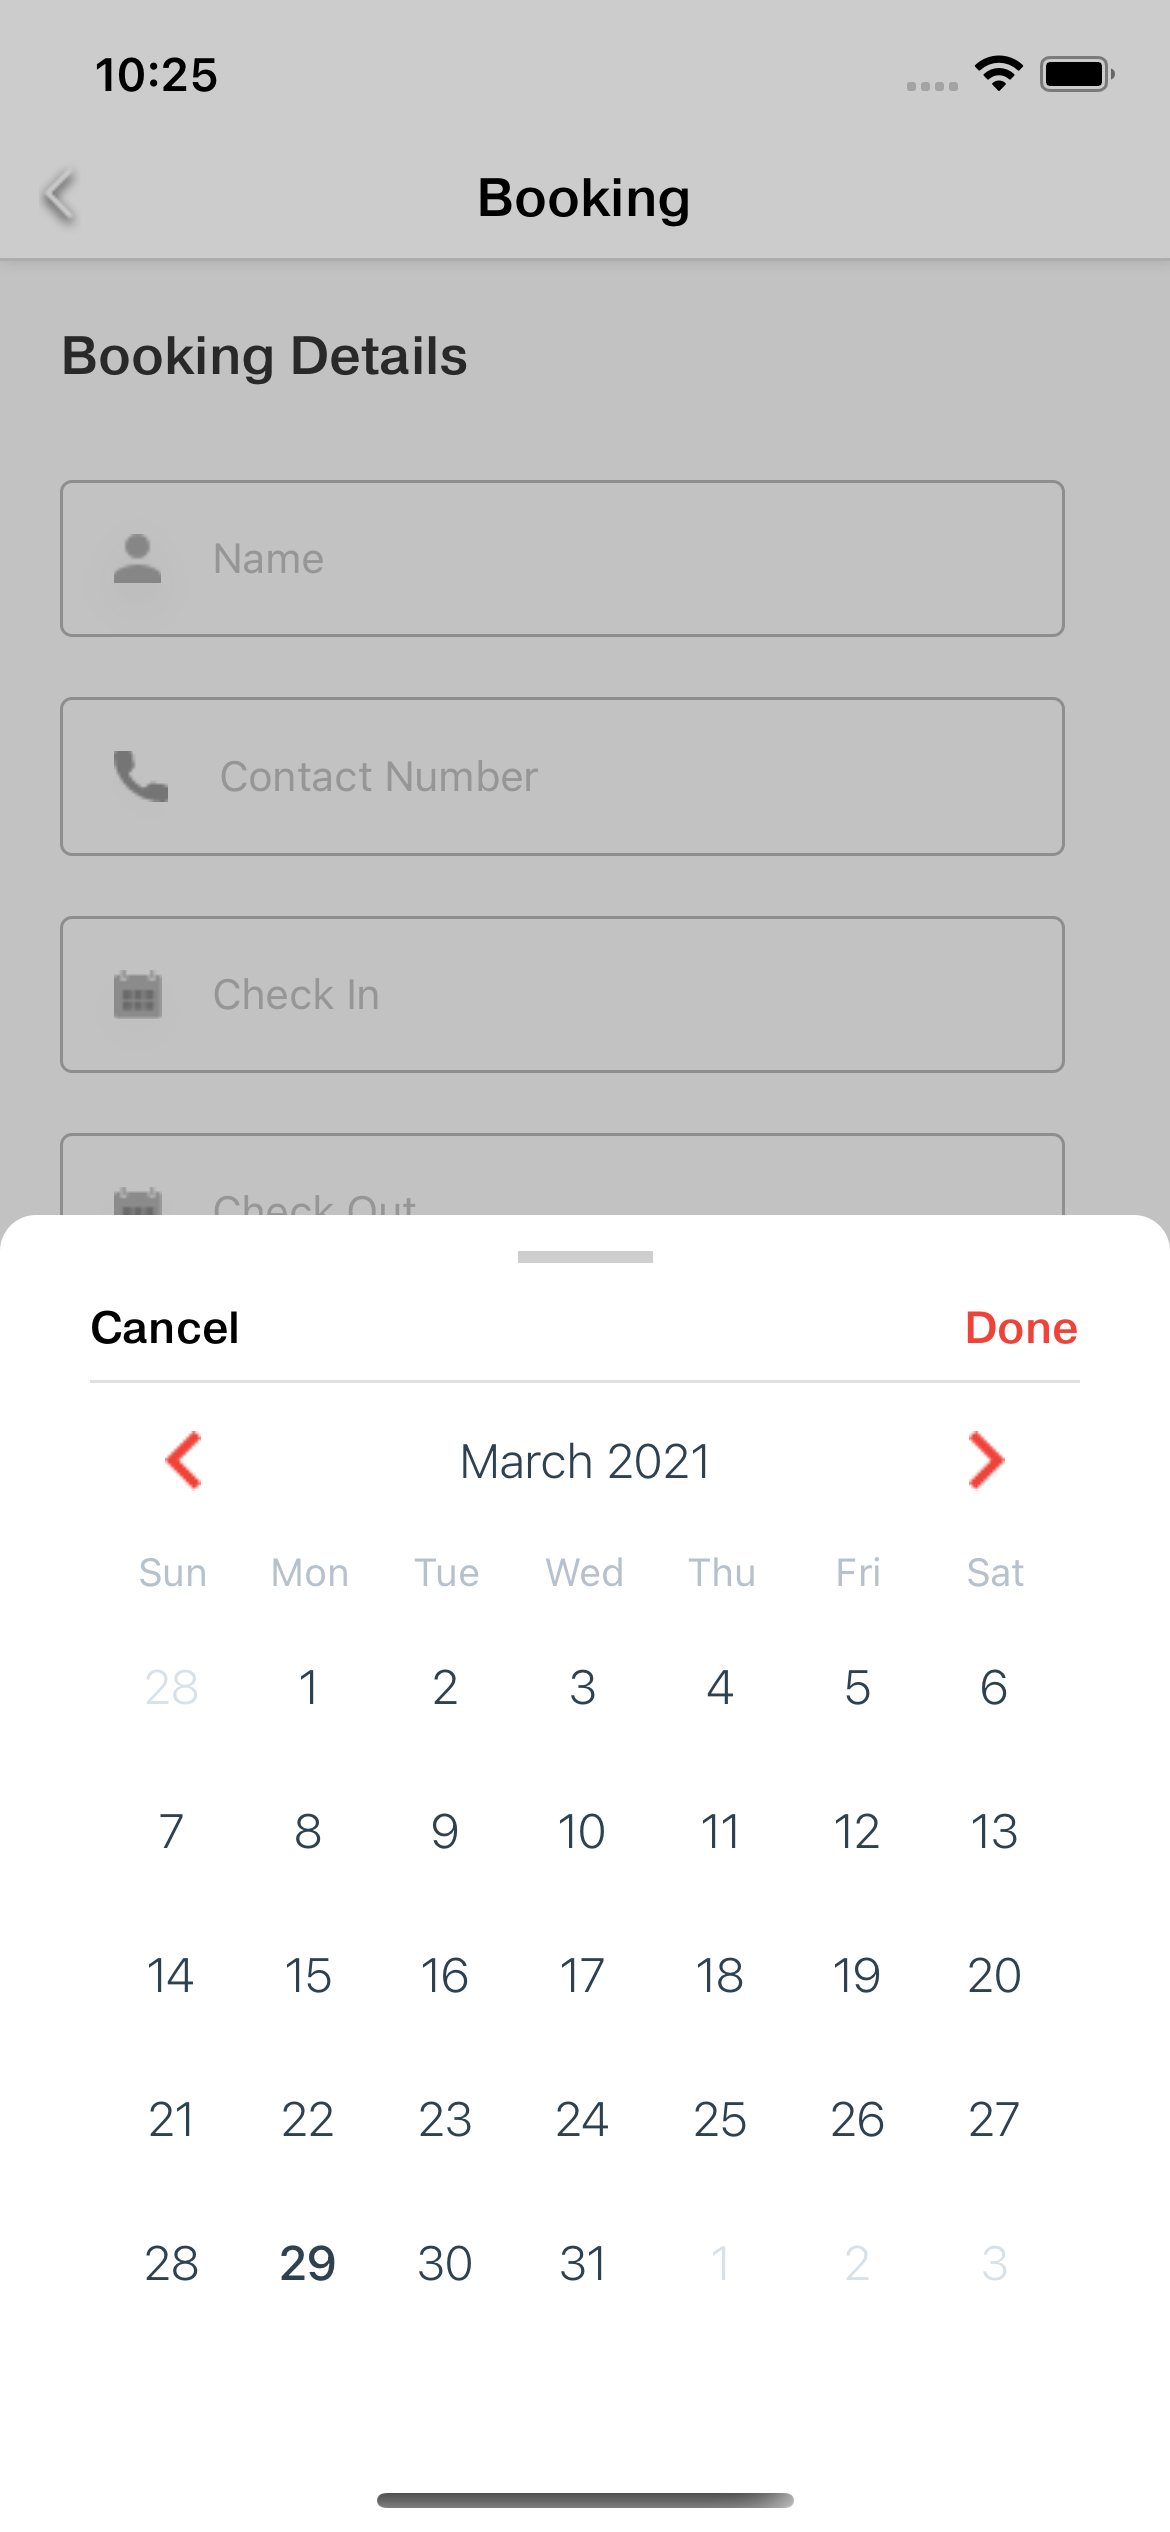 10:25
Booking
Booking Details
Name
Contact Number
Check In
Check Out
Cancel Done
March 2021
Sun Mon Tue Wed Thu Fri Sat
28 1 2 3 4 5 6
7 8 9 10 11 12 13
14 15 16 17 18 19 20
21 22 23 24 25 26 27
28 29 30 31 1 2 3